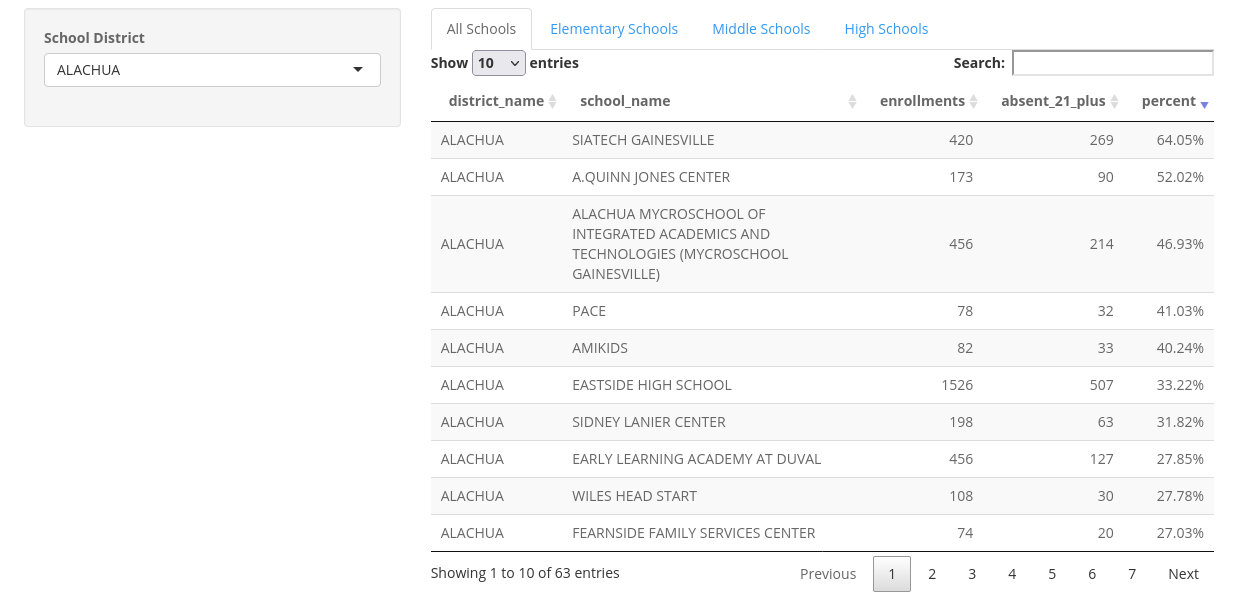 School District
ALACHUA
All Schools Elementary Schools Middle Schools High Schools
Show 10 entries Search:
district_name school_name enrollments absent_21_plus percent
ALACHUA SIATECH GAINESVILLE 420 269 64.05%
ALACHUA A.QUINN JONES CENTER 173 90 52.02%
ALACHUA MYCROSCHOOL OF
INTEGRATED ACADEMICS AND
ALACHUA TECHNOLOGIES (MYCROSCHOOL 456 214 46.93%
GAINESVILLE)
ALACHUA PACE 78 32 41.03%
ALACHUA AMIKIDS 82 33 40.24%
ALACHUA EASTSIDE HIGH SCHOOL 1526 507 33.22%
ALACHUA SIDNEY LANIER CENTER 198 63 31.82%
ALACHUA EARLY LEARNING ACADEMY AT DUVAL 456 127 27.85%
ALACHUA WILES HEAD START 108 30 27.78%
ALACHUA FEARNSIDE FAMILY SERVICES CENTER 74 20 27.03%
Showing 1 to 10 of 63 entries Previous 1 2 3 4 5 6 7 Next